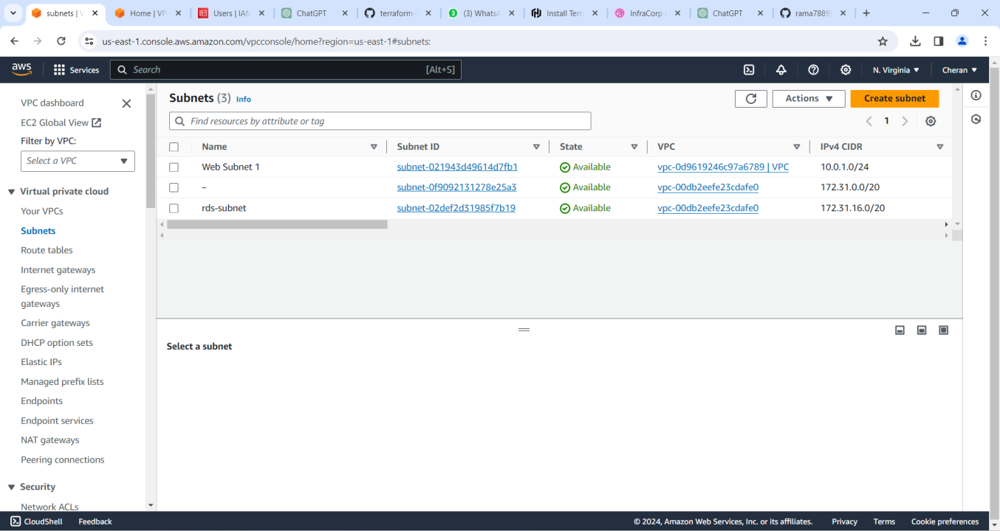 subnets | V
Home | VP
Users | IAM
ChatGPT
terraform-
(3) WhatsA
Install Terr
InfraCorp
ChatGPT
rama7889
us-east-1.console.aws.amazon.com/vpcconsole/home?region=us-east-1#subnets:
aws
Services
Search
[Alt+S]
N. Virginia
Cheran
VPC dashboard
EC2 Global View
Filter by VPC:
Select a VPC
Virtual private cloud
Your VPCs
Subnets
Route tables
Internet gateways
Egress-only internet
gateways
Carrier gateways
DHCP option sets
Elastic IPs
Managed prefix lists
Endpoints
Endpoint services
NAT gateways
Peering connections
Security
Network ACLs
Subnets (3) Info
Actions
Create subnet
Find resources by attribute or tag
1
Name Subnet ID State VPC IPv4 CIDR
Web Subnet 1 subnet-021943d49614d7fb1 Available vpc-0d9619246c97a6789 | VPC 10.0.1.0/24
– subnet-0f9092131278e25a3 Available vpc-00db2eefe23cdafe0 172.31.0.0/20
rds-subnet subnet-02def2d31985f7b19 Available vpc-00db2eefe23cdafe0 172.31.16.0/20
Select a subnet
CloudShell Feedback © 2024, Amazon Web Services, Inc. or its affiliates. Privacy Terms Cookie preferences